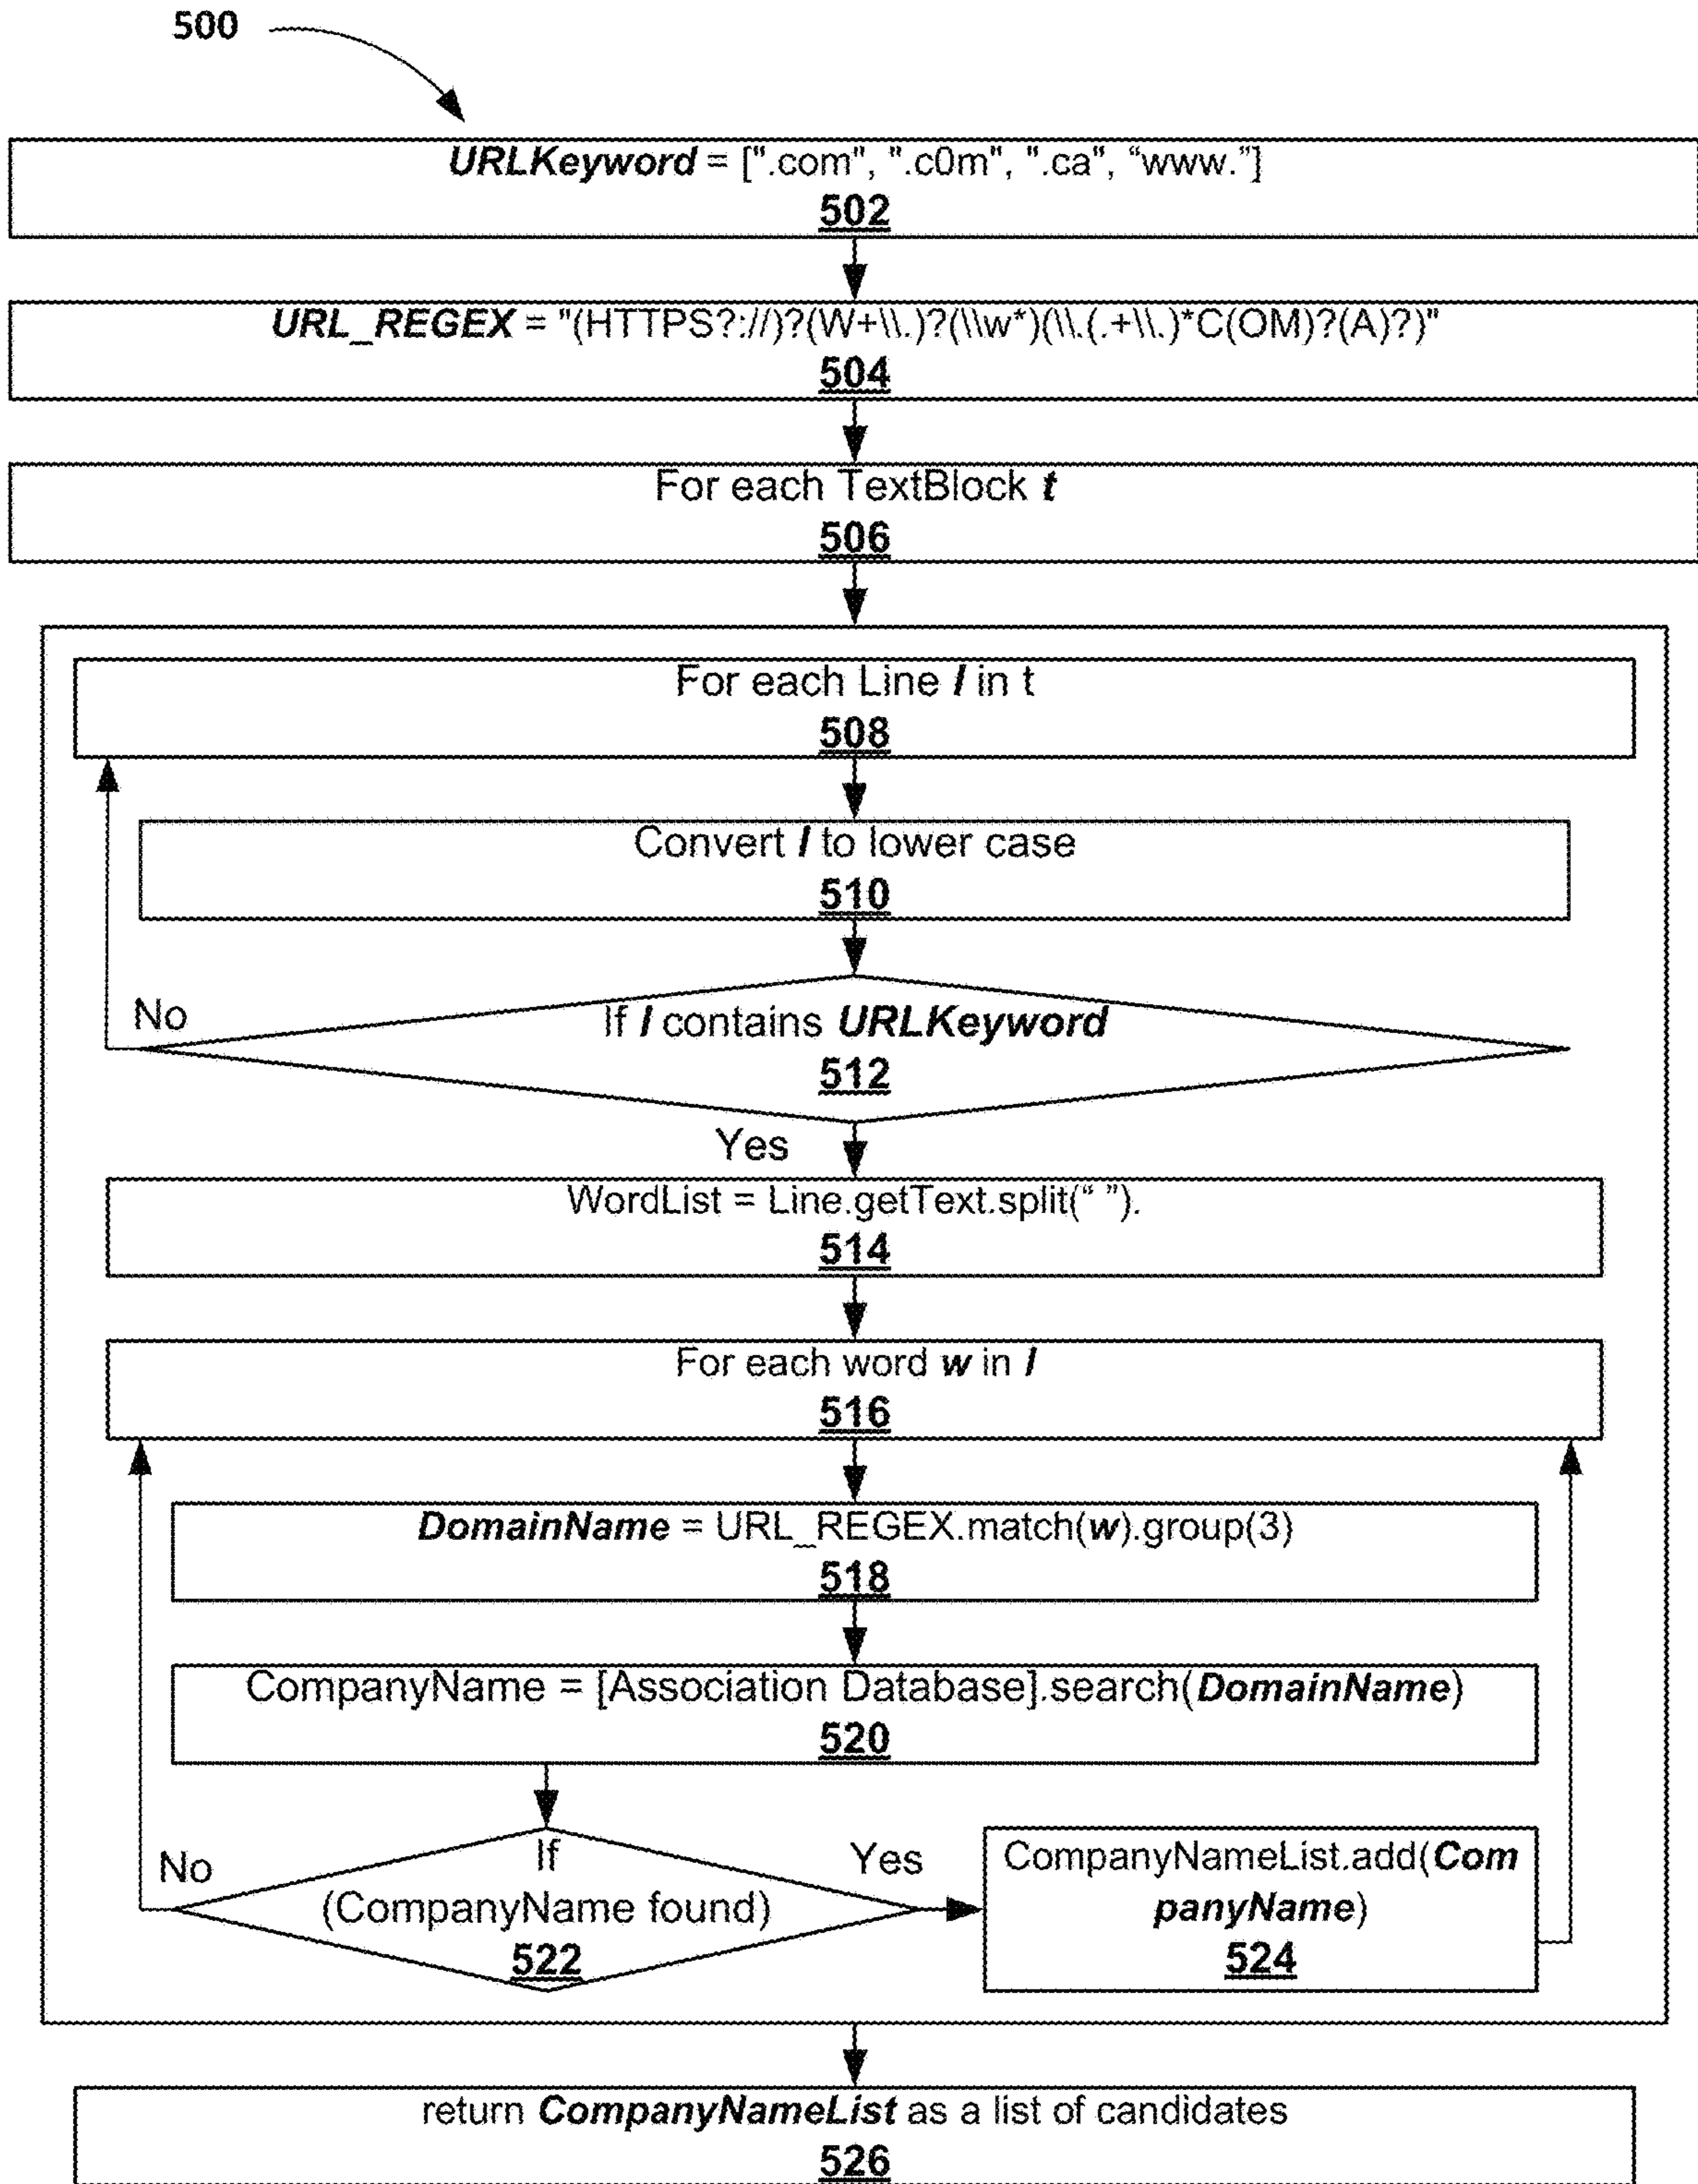 500
URLKeyword = [".com", ".c0m", ".ca", “www.”]
502
URL_REGEX = "(HTTPS?://)?(W+\\.)?(\\w*)(\\.(.+\\.)*C(OM)?(A)?)"
504
For each TextBlock t
506
For each Line l in t
508
Convert l to lower case
510
No
If l contains URLKeyword
512
Yes
WordList = Line.getText.split(“ ”).
514
For each word w in l
516
DomainName = URL_REGEX.match(w).group(3)
518
CompanyName = [Association Database].search(DomainName)
520
No
If
(CompanyName found)
522
Yes
CompanyNameList.add(Com
panyName)
524
return CompanyNameList as a list of candidates
526